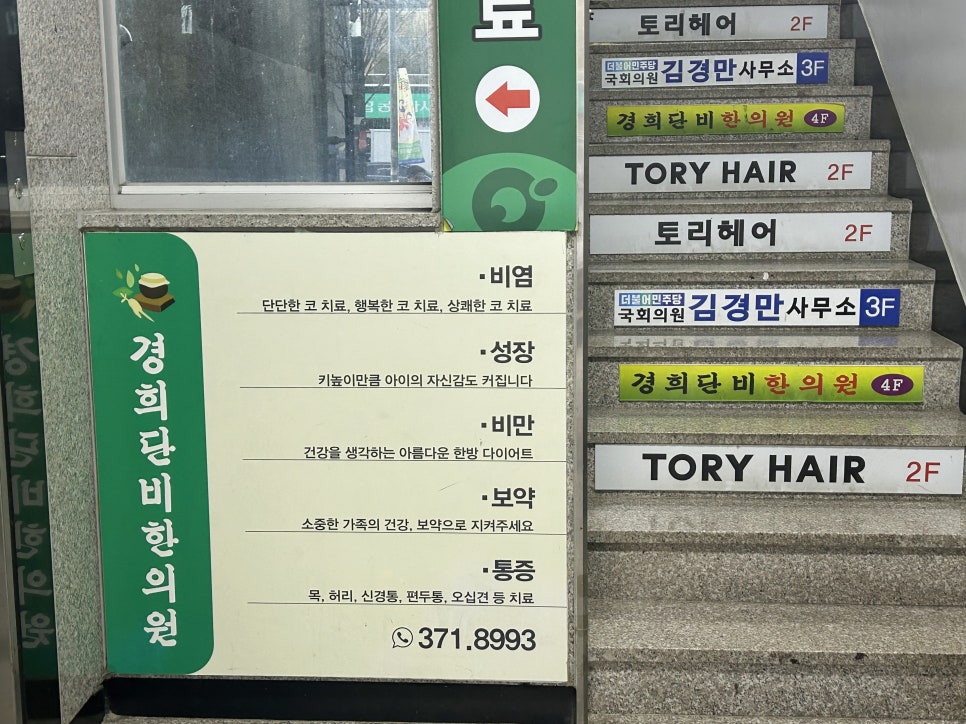 료
경희단비한의원
·비염
단단한 코 치료, 행복한 코 치료, 상쾌한 코 치료
·성장
키높이만큼 아이의 자신감도 커집니다
·비만
건강을 생각하는 아름다운 한방 다이어트
·보약
소중한 가족의 건강, 보약으로 지켜주세요
·통증
목, 허리, 신경통, 편두통, 오십견 등 치료
371.8993
토리헤어 2F
더불어민주당
국회의원 김경만 사무소 3F
경희단비한의원 4F
TORY HAIR 2F
토리헤어 2F
더불어민주당
국회의원 김경만 사무소 3F
경희단비한의원 4F
TORY HAIR 2F